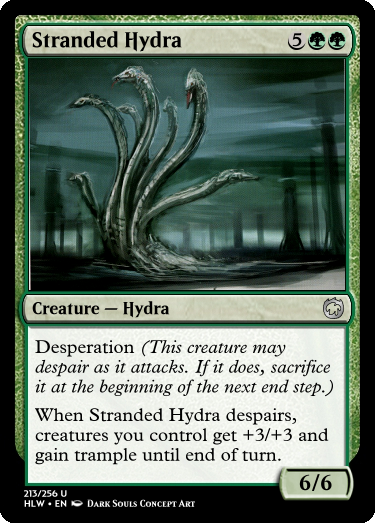 Stranded Hydra 5
Creature — Hydra
Desperation (This creature may
despair as it attacks. If it does, sacrifice
it at the beginning of the next end step.)
When Stranded Hydra despairs,
creatures you control get +3/+3 and
gain trample until end of turn.
6/6
213/256 U
HLW • EN Dark Souls Concept Art